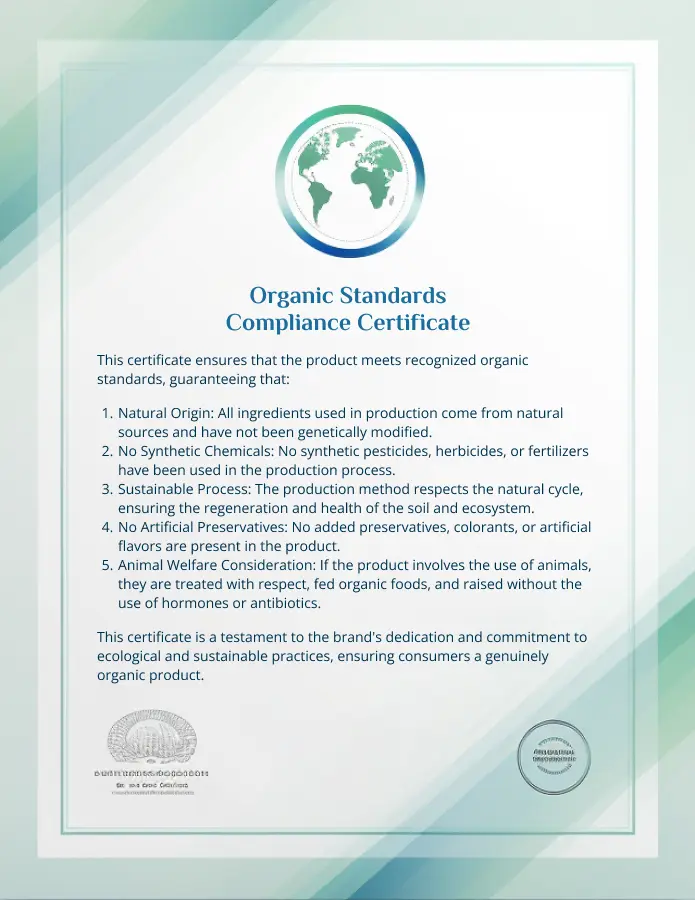 Organic Standards
Compliance Certificate
This certificate ensures that the product meets recognized organic
standards, guaranteeing that:
1. Natural Origin: All ingredients used in production come from natural
sources and have not been genetically modified.
2. No Synthetic Chemicals: No synthetic pesticides, herbicides, or fertilizers
have been used in the production process.
3. Sustainable Process: The production method respects the natural cycle,
ensuring the regeneration and health of the soil and ecosystem.
4. No Artificial Preservatives: No added preservatives, colorants, or artificial
flavors are present in the product.
5. Animal Welfare Consideration: If the product involves the use of animals,
they are treated with respect, fed organic foods, and raised without the
use of hormones or antibiotics.
This certificate is a testament to the brand's dedication and commitment to
ecological and sustainable practices, ensuring consumers a genuinely
organic product.